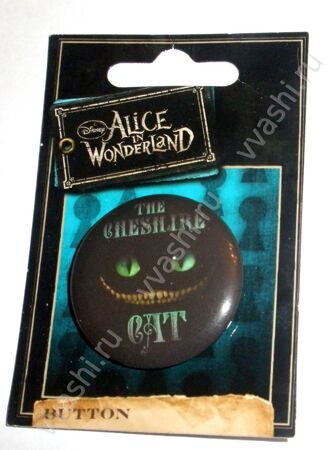 Disney
ALICE
IN
WONDERLAND
THE
CHESHIRE
CAT
BUTTON
vvashi.ru
vvashi.ru
vvashi.ru